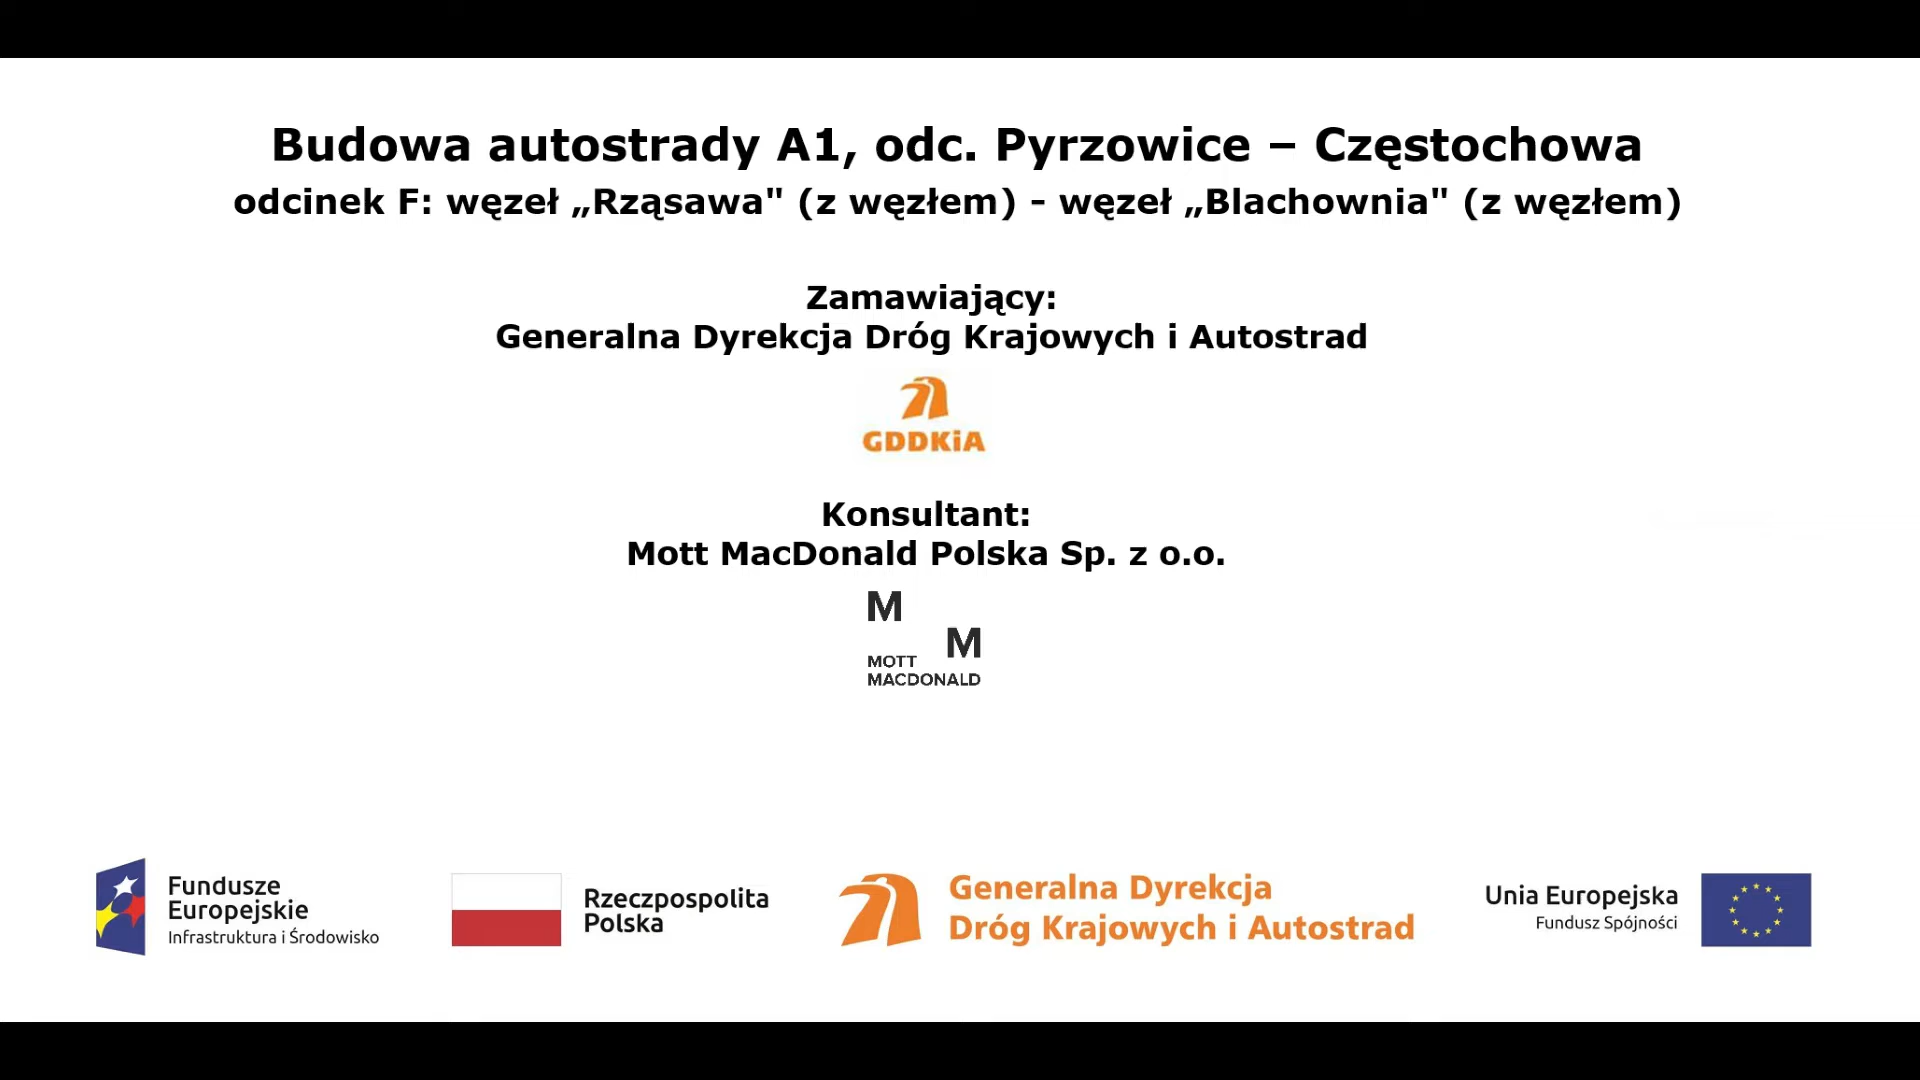 Budowa autostrady A1, odc. Pyrzowice – Częstochowa
odcinek F: węzeł „Rząsawa" (z węzłem) - węzeł „Blachownia" (z węzłem)
Zamawiający:
Generalna Dyrekcja Dróg Krajowych i Autostrad
GDDKiA
Konsultant:
Mott MacDonald Polska Sp. z o.o.
M
M
MOTT
MACDONALD
Fundusze
Europejskie
Infrastruktura i Środowisko
Rzeczpospolita
Polska
Generalna Dyrekcja
Dróg Krajowych i Autostrad
Unia Europejska
Fundusz Spójności